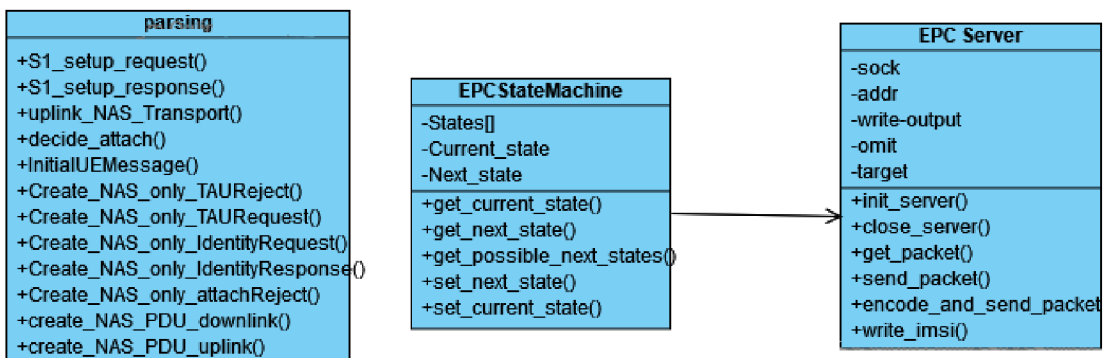 parsing
+S1_setup_request()
+S1_setup_response()
+uplink_NAS_Transport()
+decide_attach()
+InitialUEMessage()
+Create_NAS_only_TAUReject()
+Create_NAS_only_TAURequest()
+Create_NAS_only_IdentityRequest()
+Create_NAS_only_IdentityResponse()
+Create_NAS_only_attachReject()
+create_NAS_PDU_downlink()
+create_NAS_PDU_uplink()
EPCStateMachine
-States[]
-Current_state
-Next_state
+get_current_state()
+get_next_state()
+get_possible_next_states()
+set_next_state()
+set_current_state()
EPC Server
-sock
-addr
-write-output
-omit
-target
+init_server()
+close_server()
+get_packet()
+send_packet()
+encode_and_send_packet
+write_imsi()